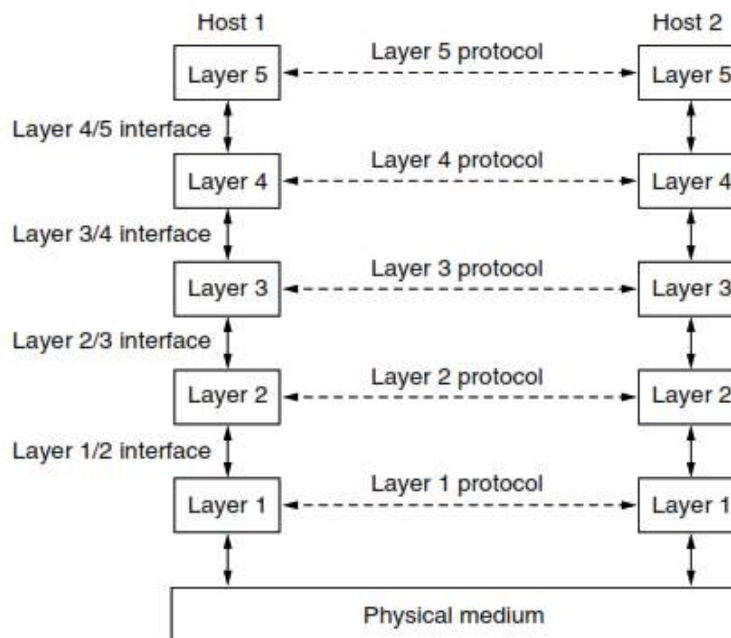 Host 1 Host 2
Layer 5 Layer 5 protocol Layer 5
Layer 4/5 interface
Layer 4 Layer 4 protocol Layer 4
Layer 3/4 interface
Layer 3 Layer 3 protocol Layer 3
Layer 2/3 interface
Layer 2 Layer 2 protocol Layer 2
Layer 1/2 interface
Layer 1 Layer 1 protocol Layer 1
Physical medium